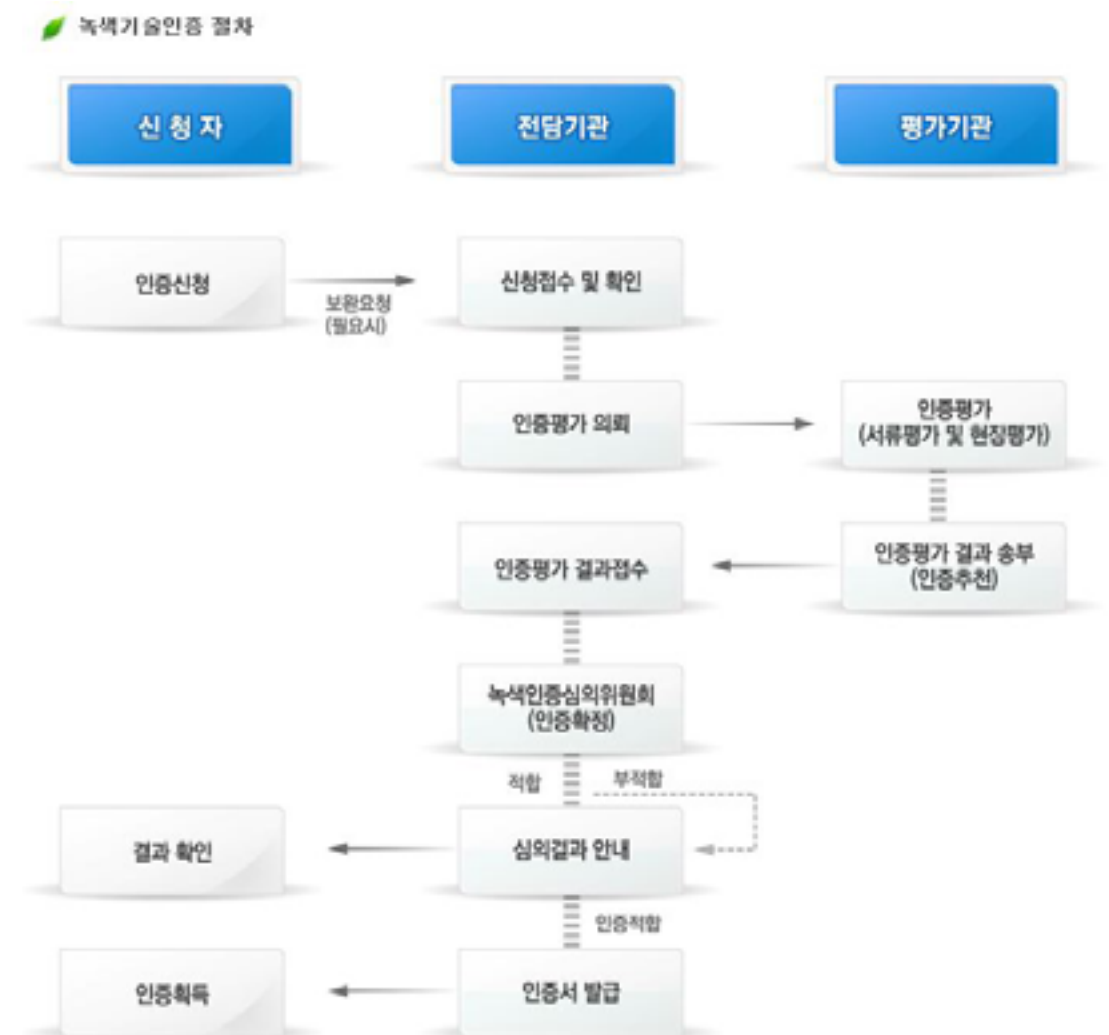 녹색기술인증 절차
신 청 자
전담기관
평가기관
인증신청
보완요청
(필요시)
신청접수 및 확인
인증평가 의뢰
인증평가
(서류평가 및 현장평가)
인증평가 결과접수
인증평가 결과 송부
(인증추천)
녹색인증심의위원회
(인증확정)
적합
부적합
결과 확인
심의결과 안내
인증적합
인증획득
인증서 발급